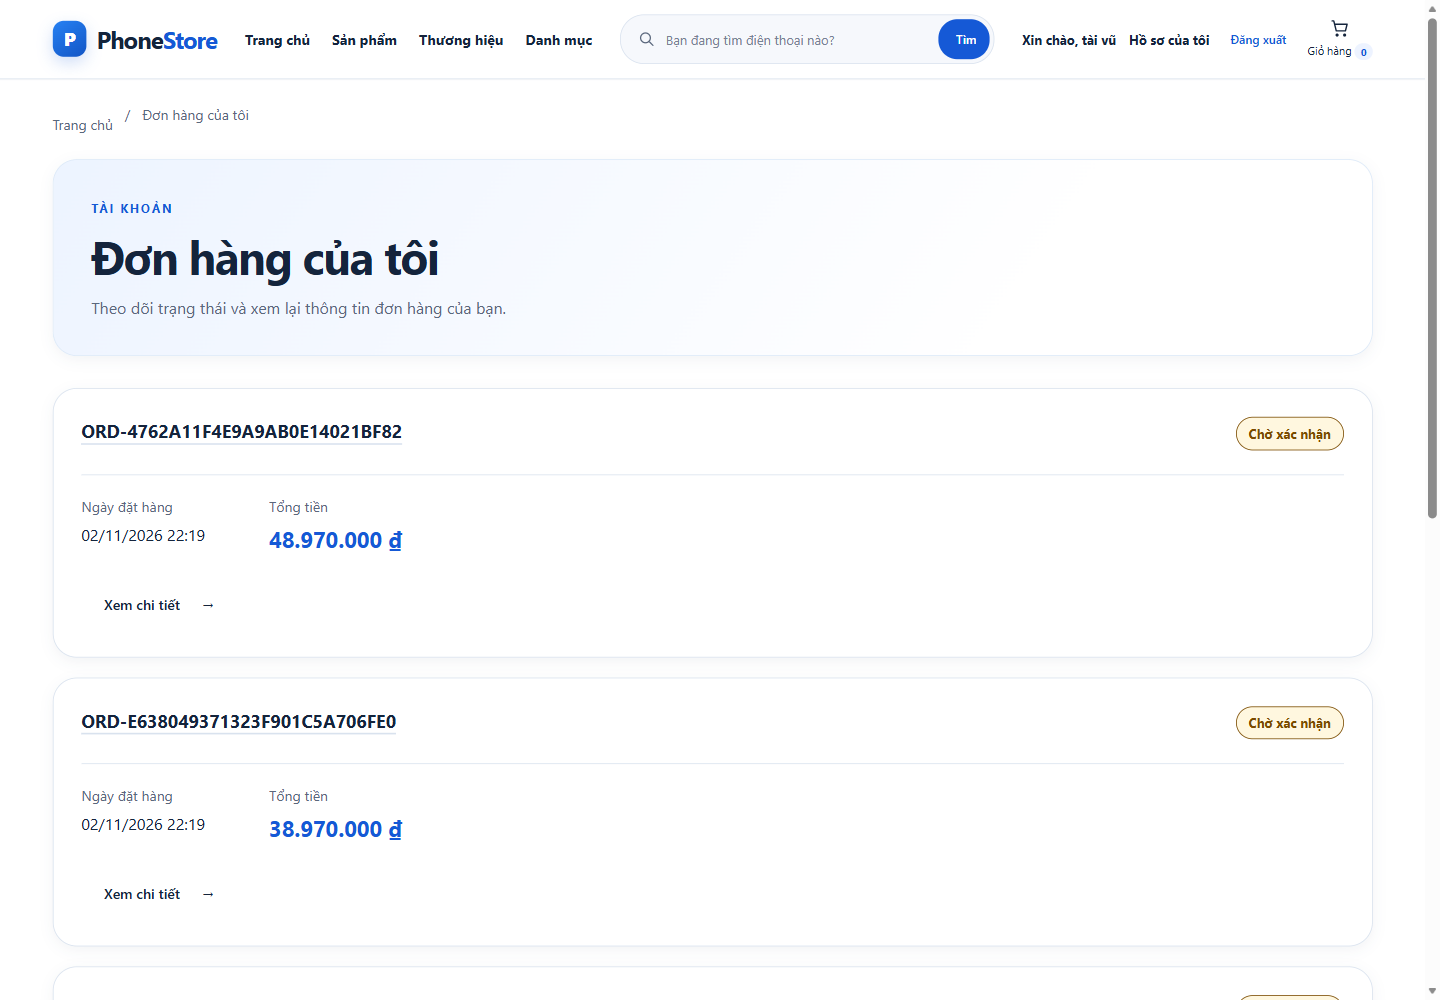 P PhoneStore Trang chủ Sản phẩm Thương hiệu Danh mục Bạn đang tìm điện thoại nào? Tìm Xin chào, tài vũ Hồ sơ của tôi Đăng xuất Giỏ hàng 0
Trang chủ / Đơn hàng của tôi
TÀI KHOẢN
Đơn hàng của tôi
Theo dõi trạng thái và xem lại thông tin đơn hàng của bạn.
ORD-4762A11F4E9A9AB0E14021BF82 Chờ xác nhận
Ngày đặt hàng Tổng tiền
02/11/2026 22:19 48.970.000 ₫
Xem chi tiết →
ORD-E638049371323F901C5A706FE0 Chờ xác nhận
Ngày đặt hàng Tổng tiền
02/11/2026 22:19 38.970.000 ₫
Xem chi tiết →